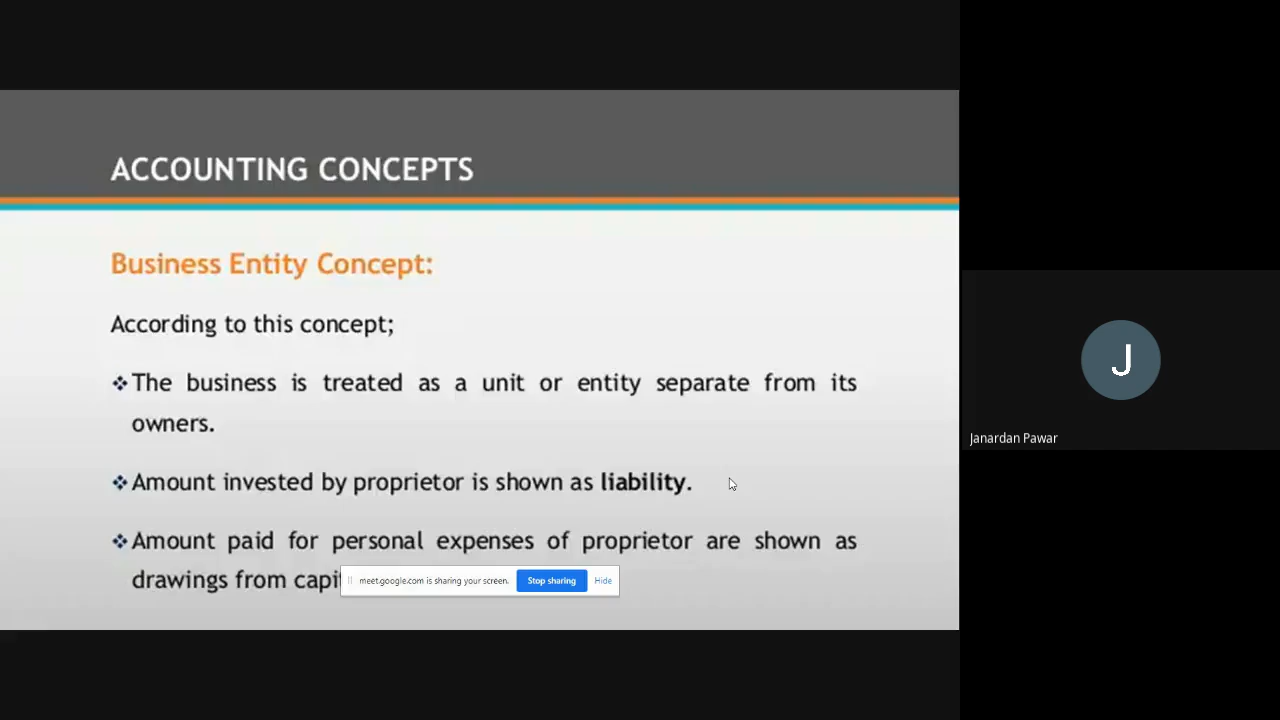 ACCOUNTING CONCEPTS
Business Entity Concept:
According to this concept;
❖The business is treated as a unit or entity separate from its
owners.
❖Amount invested by proprietor is shown as liability.
❖Amount paid for personal expenses of proprietor are shown as
drawings from
meet.google.com is sharing your screen. Stop sharing Hide
J
Janardan Pawar